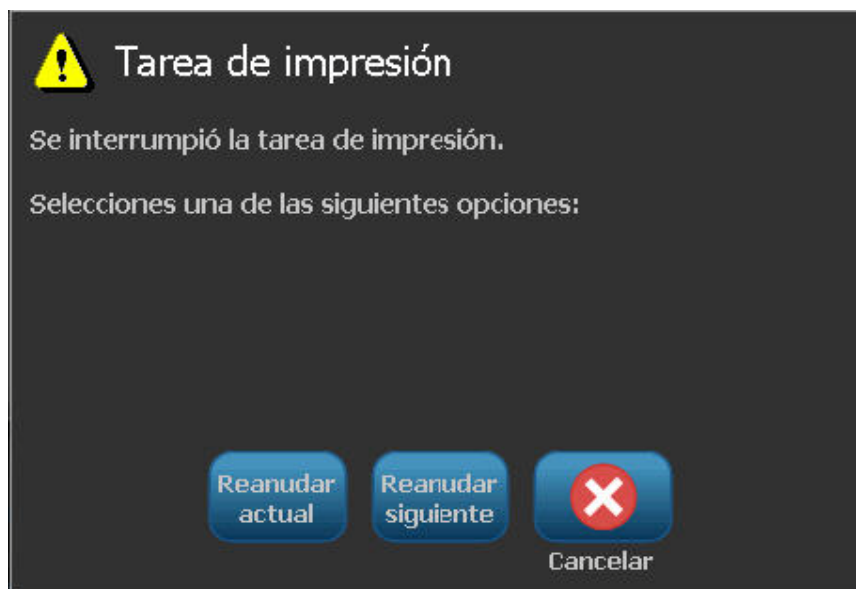 Tarea de impresión
Se interrumpió la tarea de impresión.
Selecciones una de las siguientes opciones:
Reanudar
actual
Reanudar
siguiente
Cancelar